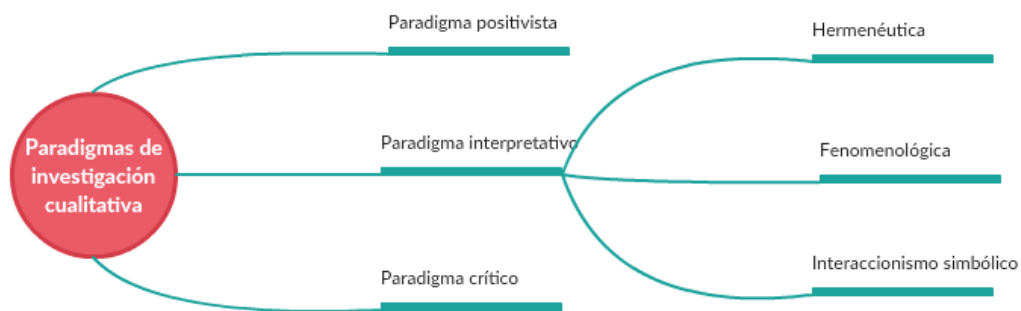 Paradigmas de
investigación
cualitativa
Paradigma positivista
Paradigma interpretativo
Paradigma crítico
Hermenéutica
Fenomenológica
Interaccionismo simbólico